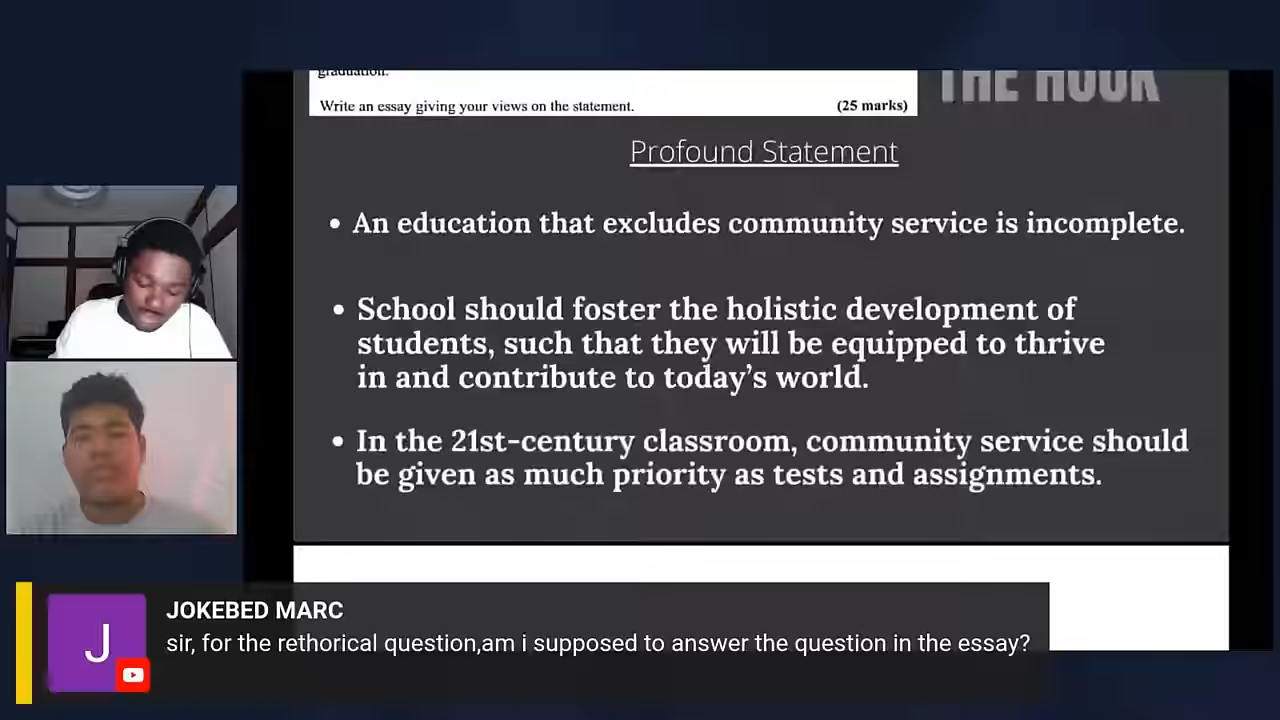 graduation.
Write an essay giving your views on the statement. (25 marks)
THE HOOK
Profound Statement
• An education that excludes community service is incomplete.
• School should foster the holistic development of
students, such that they will be equipped to thrive
in and contribute to today’s world.
• In the 21st-century classroom, community service should
be given as much priority as tests and assignments.
J
JOKEBED MARC
sir, for the rethorical question,am i supposed to answer the question in the essay?